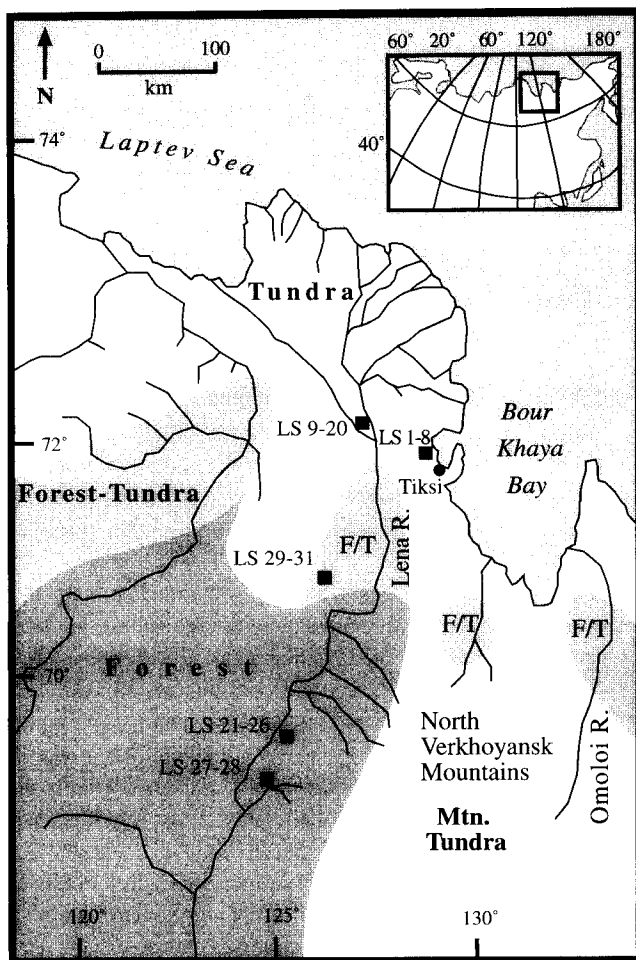 60° 20° 60° 120° 180°
40°
0 100
km
N
74°
Laptev Sea
Tundra
72°
LS 9-20
LS 1-8
Tiksi
Bour
Khaya
Bay
Forest-Tundra
LS 29-31
F/T
Lena R.
F/T
F/T
70°
Forest
LS 21-26
LS 27-28
North
Verkhoyansk
Mountains
Omoloi R.
Mtn.
Tundra
120°
125°
130°